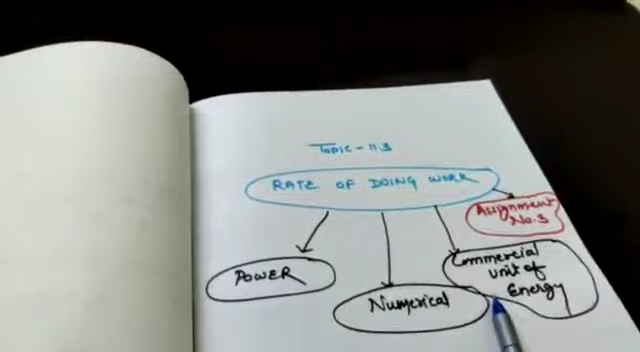 Topic-11.3
RATE OF DOING WORK
Assignment
No.3
POWER
Numerical
Commercial
unit of
Energy